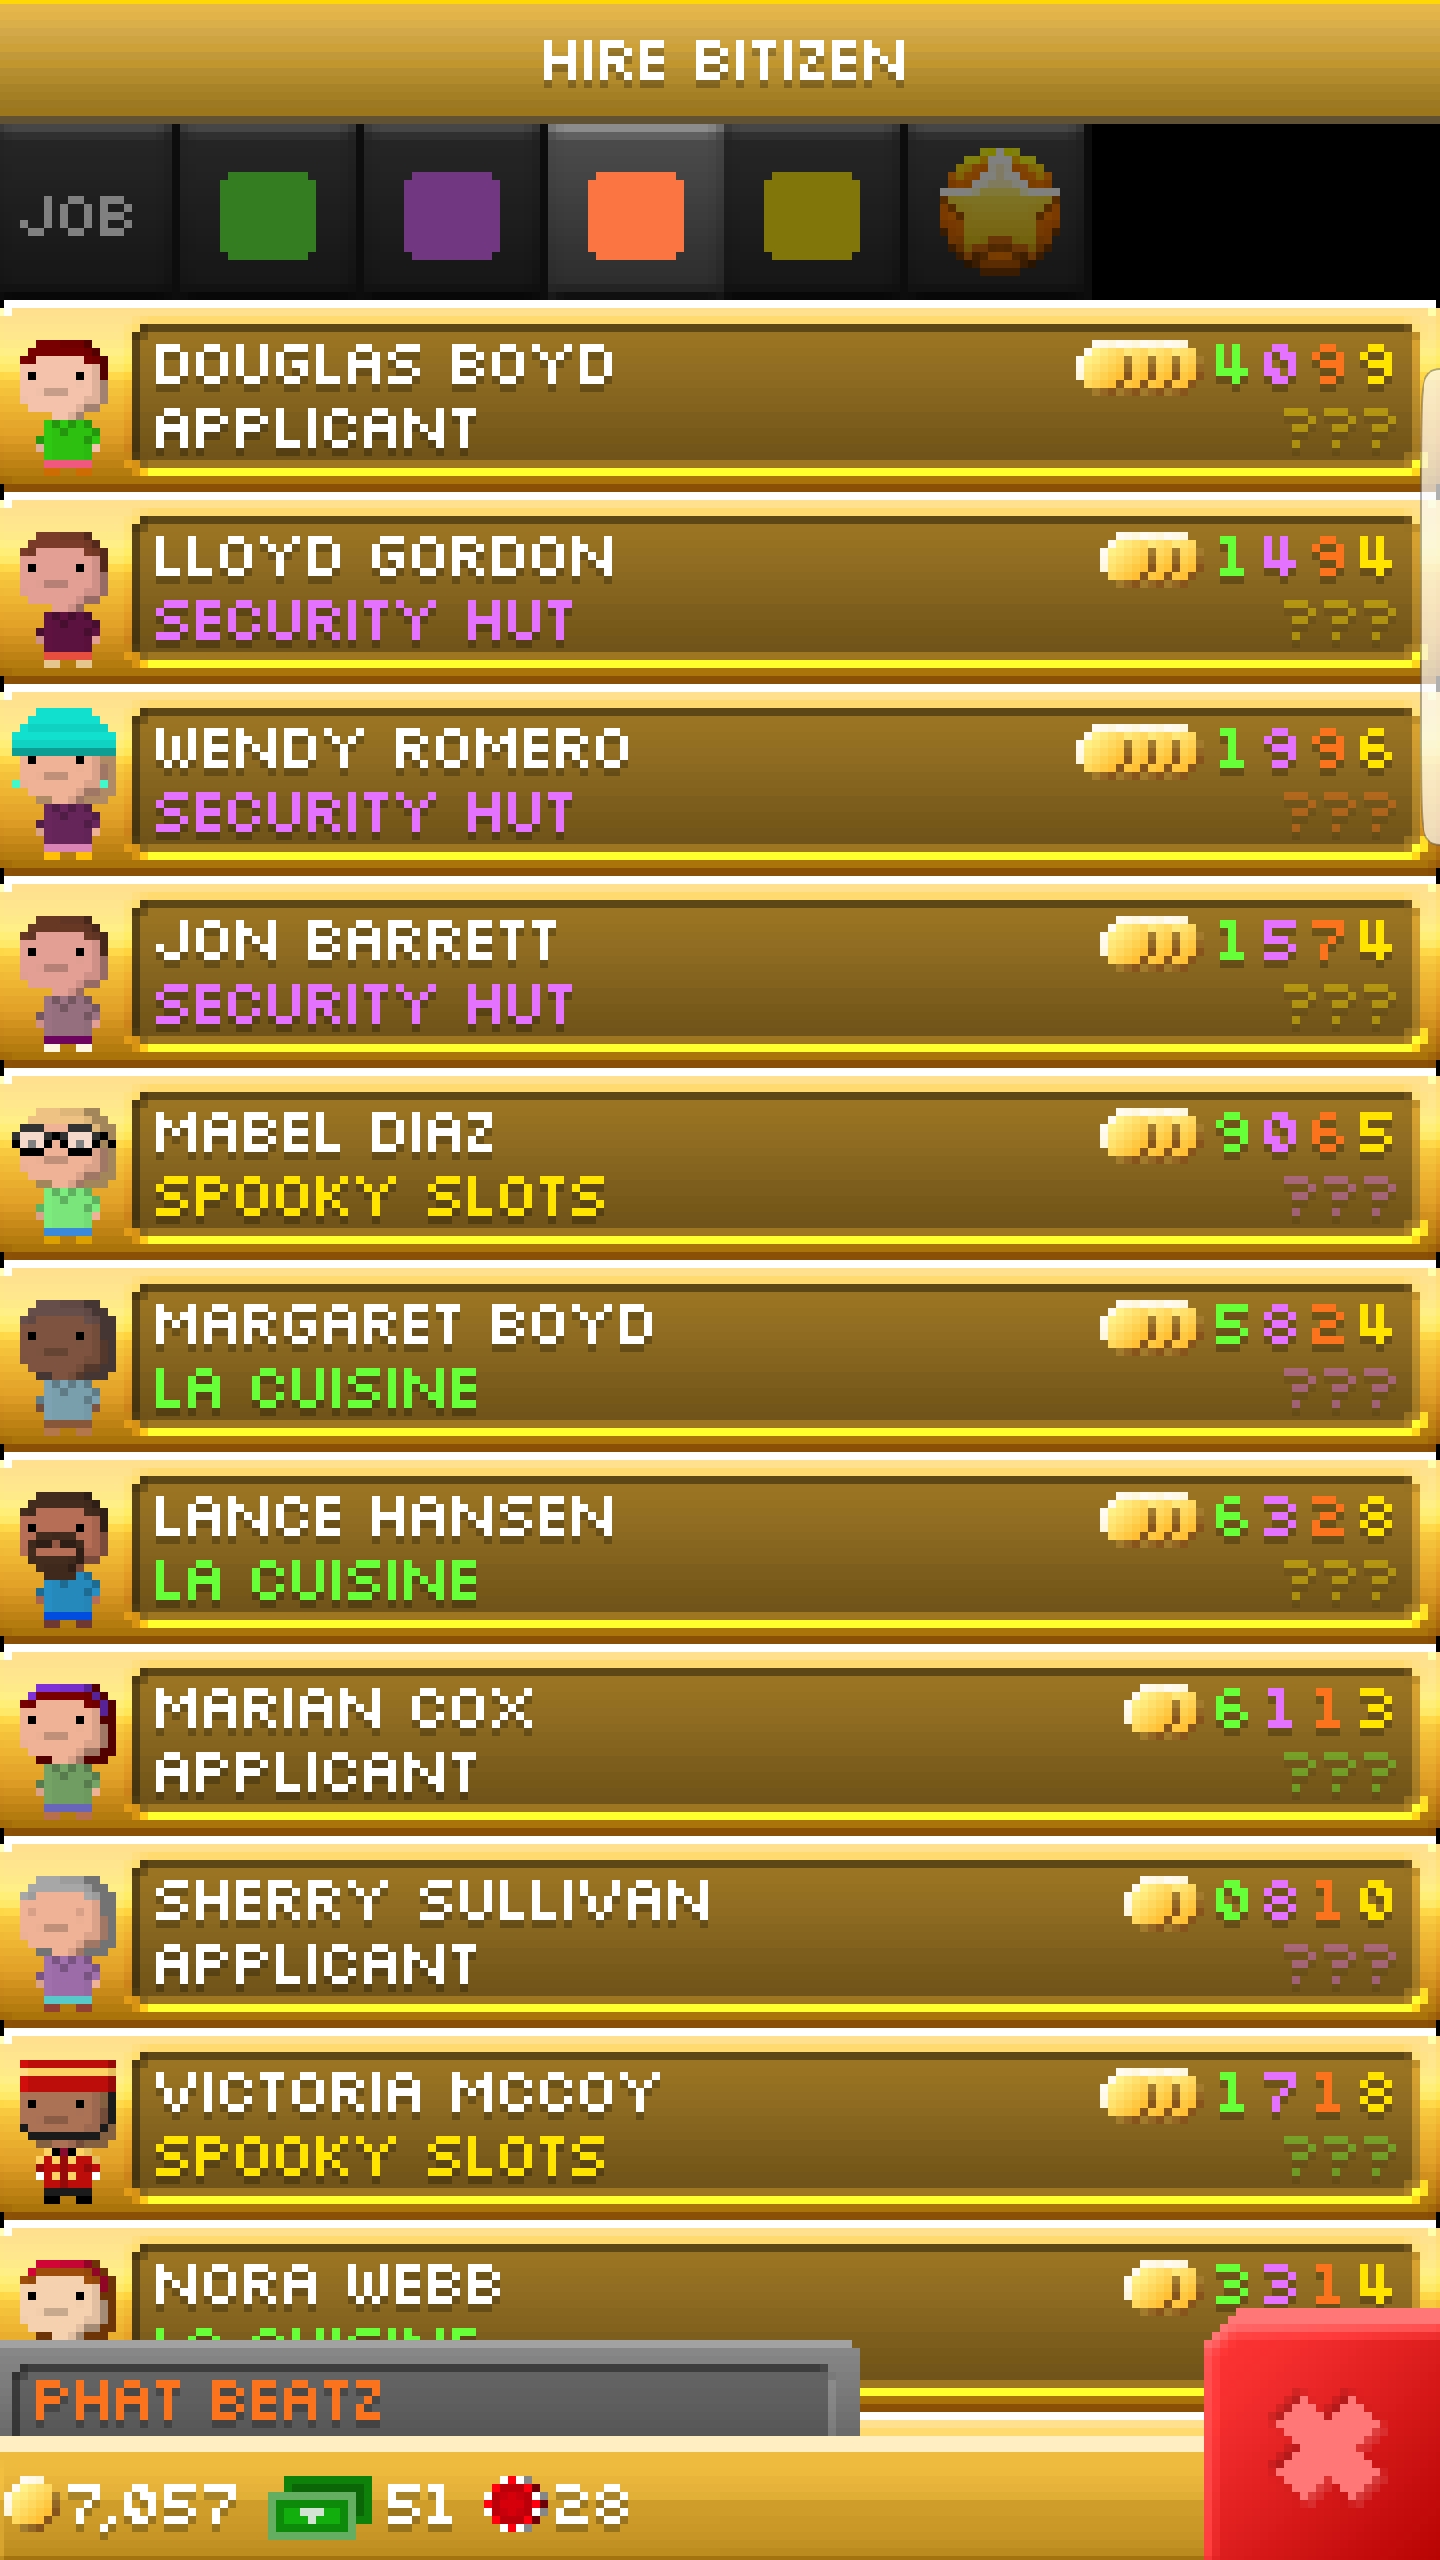 HIRE BITIZEN
JOB
DOUGLAS BOYD 4099
APPLICANT ???
LLOYD GORDON 1494
SECURITY HUT ???
WENDY ROMERO 1996
SECURITY HUT ???
JON BARRETT 1574
SECURITY HUT ???
MABEL DIAZ 9065
SPOOKY SLOTS ???
MARGARET BOYD 5824
LA CUISINE ???
LANCE HANSEN 6328
LA CUISINE ???
MARIAN COX 6113
APPLICANT ???
SHERRY SULLIVAN 0810
APPLICANT ???
VICTORIA MCCOY 1718
SPOOKY SLOTS ???
NORA WEBB 3314
LA CUISINE
PHAT BEATZ
7,057 51 28